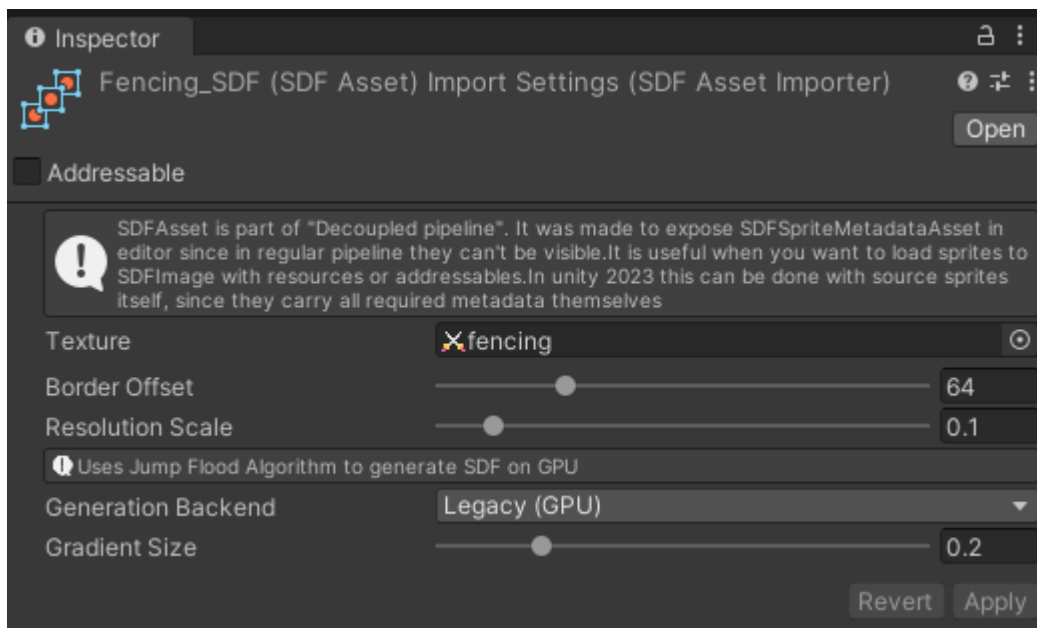 Inspector
Fencing_SDF (SDF Asset) Import Settings (SDF Asset Importer)
Open
Addressable
SDFAsset is part of "Decoupled pipeline". It was made to expose SDFSpriteMetadataAsset in
editor since in regular pipeline they can't be visible.It is useful when you want to load sprites to
SDFImage with resources or addressables.In unity 2023 this can be done with source sprites
itself, since they carry all required metadata themselves
Texture fencing
Border Offset 64
Resolution Scale 0.1
Uses Jump Flood Algorithm to generate SDF on GPU
Generation Backend Legacy (GPU)
Gradient Size 0.2
Revert Apply